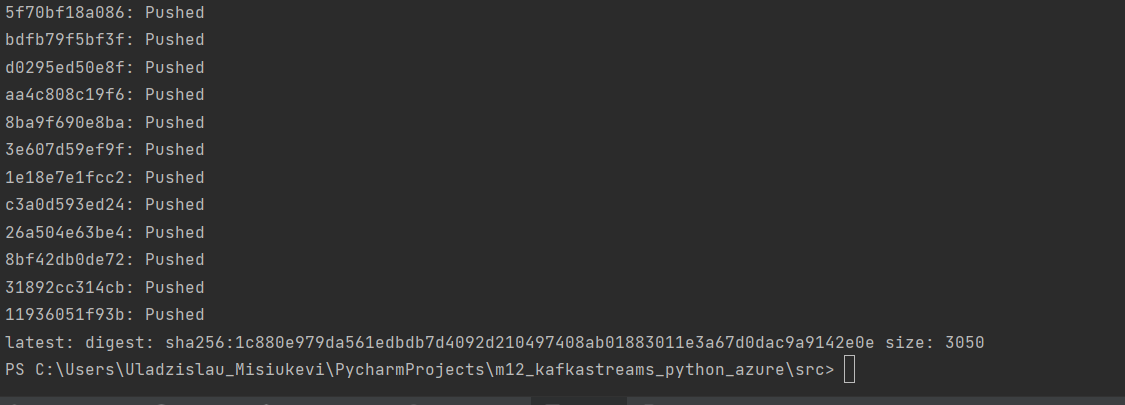 5f70bf18a086: Pushed
bdfb79f5bf3f: Pushed
d0295ed50e8f: Pushed
aa4c808c19f6: Pushed
8ba9f690e8ba: Pushed
3e607d59ef9f: Pushed
1e18e7e1fcc2: Pushed
c3a0d593ed24: Pushed
26a504e63be4: Pushed
8bf42db0de72: Pushed
31892cc314cb: Pushed
11936051f93b: Pushed
latest: digest: sha256:1c880e979da561edbdb7d4092d210497408ab01883011e3a67d0dac9a9142e0e size: 3050
PS C:\Users\Uladzislau_Misiukevi\PycharmProjects\m12_kafkastreams_python_azure\src>